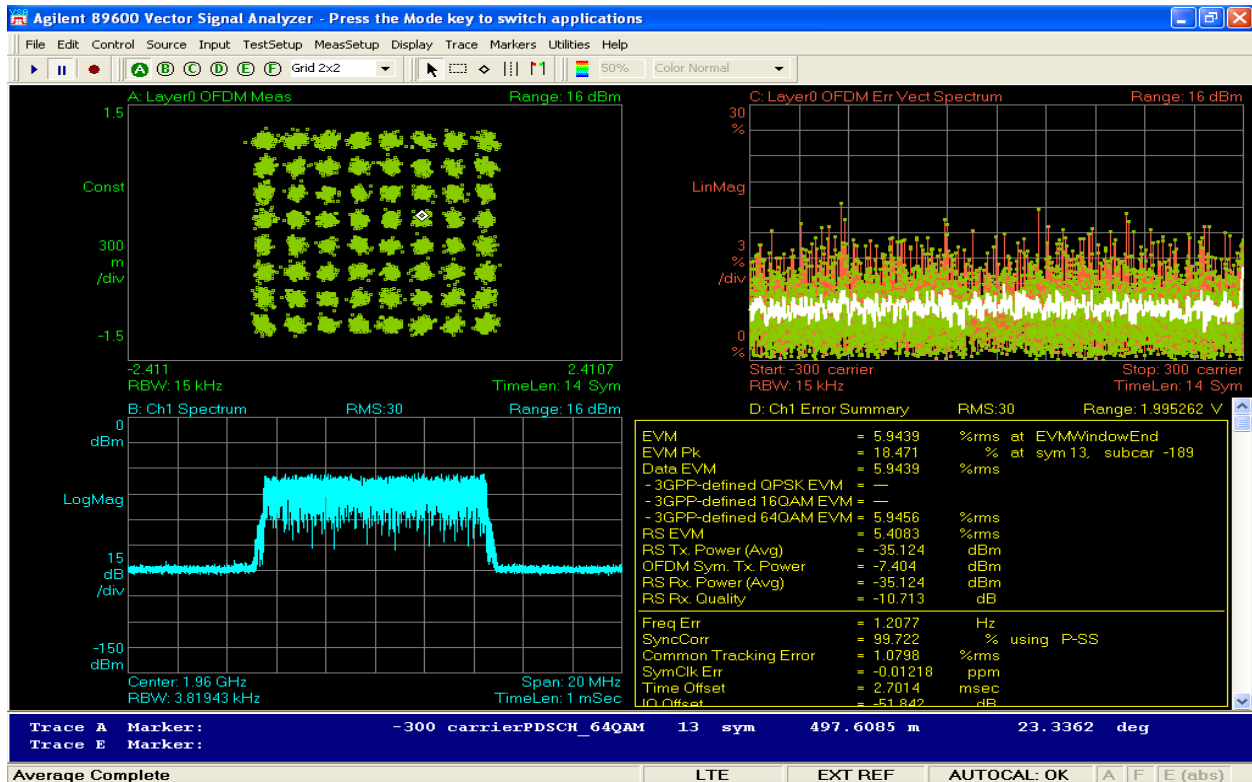 Agilent 89600 Vector Signal Analyzer - Press the Mode key to switch applications
File Edit Control Source Input TestSetup MeasSetup Display Trace Markers Utilities Help
A B C D E F Grid 2x2 50% Color Normal
A: Layer0 OFDM Meas Range: 16 dBm
1.5
Const
300
m
/div
-1.5
-2.411 2.4107
RBW: 15 kHz TimeLen: 14 Sym
C: Layer0 OFDM Err Vect Spectrum Range: 16 dBm
30
%
LinMag
3
%
/div
0
%
Start: -300 carrier Stop: 300 carrier
RBW: 15 kHz TimeLen: 14 Sym
B: Ch1 Spectrum RMS:30 Range: 16 dBm
0
dBm
LogMag
15
dB
/div
-150
dBm
Center: 1.96 GHz Span: 20 MHz
RBW: 3.81943 kHz TimeLen: 1 mSec
D: Ch1 Error Summary RMS:30 Range: 1.995262 V
EVM = 5.9439 %rms at EVMWindowEnd
EVM Pk = 18.471 % at sym 13, subcar -189
Data EVM = 5.9439 %rms
- 3GPP-defined QPSK EVM = —
- 3GPP-defined 16QAM EVM = —
- 3GPP-defined 64QAM EVM = 5.9456 %rms
RS EVM = 5.4083 %rms
RS Tx. Power (Avg) = -35.124 dBm
OFDM Sym. Tx. Power = -7.404 dBm
RS Rx. Power (Avg) = -35.124 dBm
RS Rx. Quality = -10.713 dB
Freq Err = 1.2077 Hz
SyncCorr = 99.722 % using P-SS
Common Tracking Error = 1.0798 %rms
SymClk Err = -0.01218 ppm
Time Offset = 2.7014 msec
IQ Offset = -51.842 dB
Trace A Marker: -300 carrierPDSCH_64QAM 13 sym 497.6085 m 23.3362 deg
Trace E Marker:
Average Complete LTE EXT REF AUTOCAL: OK A F E (abs)